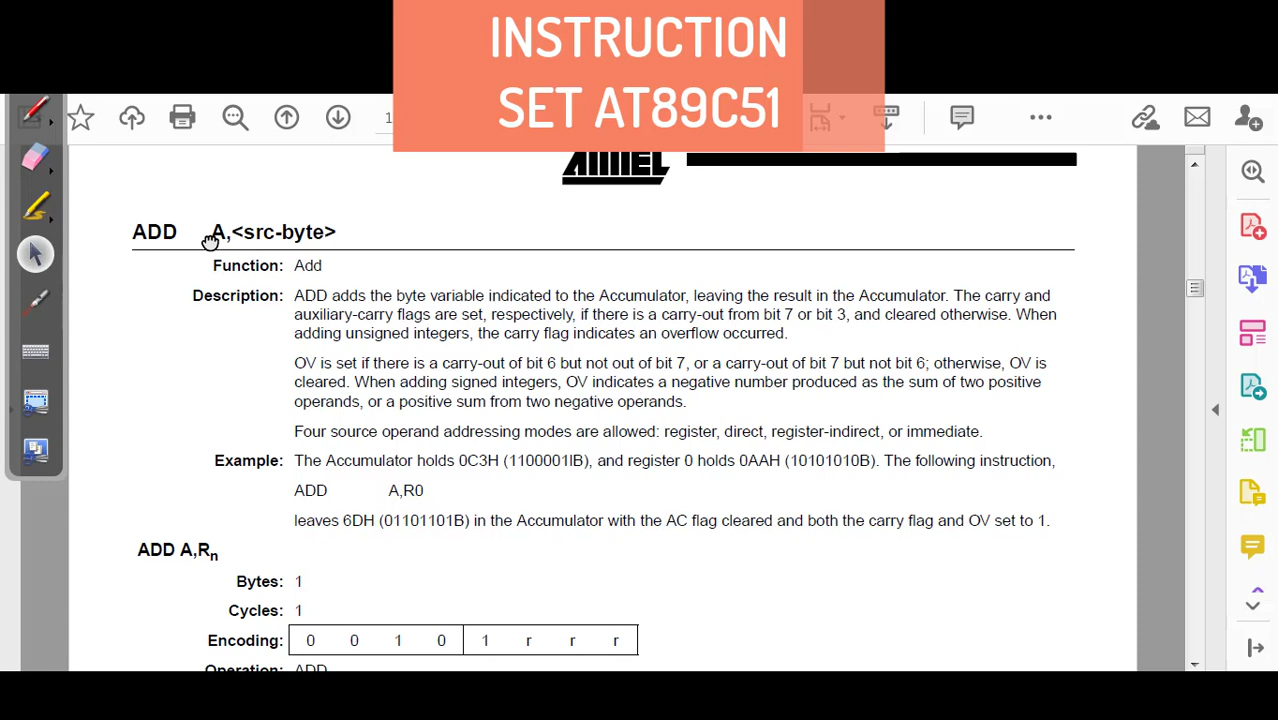 INSTRUCTION
SET AT89C51
1
ATMEL
ADD A,<src-byte>
Function: Add
Description: ADD adds the byte variable indicated to the Accumulator, leaving the result in the Accumulator. The carry and
auxiliary-carry flags are set, respectively, if there is a carry-out from bit 7 or bit 3, and cleared otherwise. When
adding unsigned integers, the carry flag indicates an overflow occurred.
OV is set if there is a carry-out of bit 6 but not out of bit 7, or a carry-out of bit 7 but not bit 6; otherwise, OV is
cleared. When adding signed integers, OV indicates a negative number produced as the sum of two positive
operands, or a positive sum from two negative operands.
Four source operand addressing modes are allowed: register, direct, register-indirect, or immediate.
Example: The Accumulator holds 0C3H (1100001lB), and register 0 holds 0AAH (10101010B). The following instruction,
ADD A,R0
leaves 6DH (01101101B) in the Accumulator with the AC flag cleared and both the carry flag and OV set to 1.
ADD A,Rn
Bytes: 1
Cycles: 1
Encoding: 0 0 1 0 1 r r r
Operation: ADD